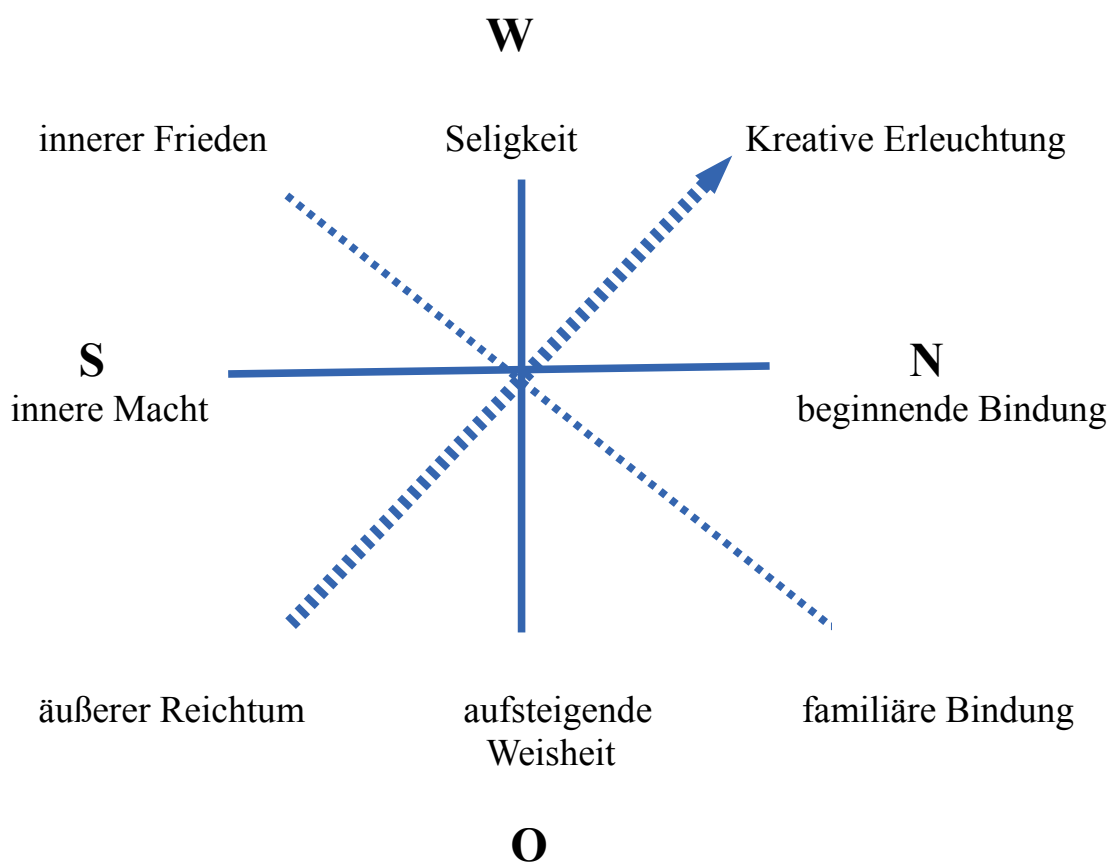 W
innerer Frieden
Seligkeit
Kreative Erleuchtung
S
innere Macht
N
beginnende Bindung
äußerer Reichtum
aufsteigende
Weisheit
familiäre Bindung
O